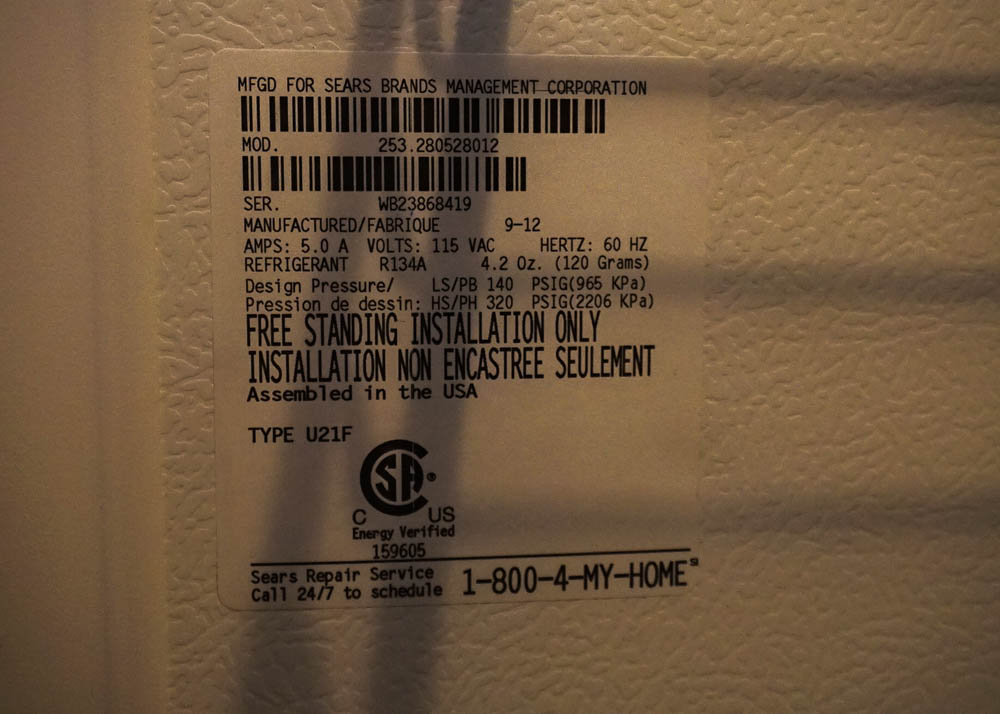 MFGD FOR SEARS BRANDS MANAGEMENT CORPORATION
MOD. 253.280528012
SER. WB23868419
MANUFACTURED/FABRIQUE 9-12
AMPS: 5.0 A VOLTS: 115 VAC HERTZ: 60 HZ
REFRIGERANT R134A 4.2 Oz. (120 Grams)
Design Pressure/ LS/PB 140 PSIG(965 KPa)
Pression de dessin: HS/PH 320 PSIG(2206 KPa)
FREE STANDING INSTALLATION ONLY
INSTALLATION NON ENCASTREE SEULEMENT
Assembled in the USA
TYPE U21F
CSA ®
C US
Energy Verified
159605
Sears Repair Service
Call 24/7 to schedule 1-800-4-MY-HOME℠